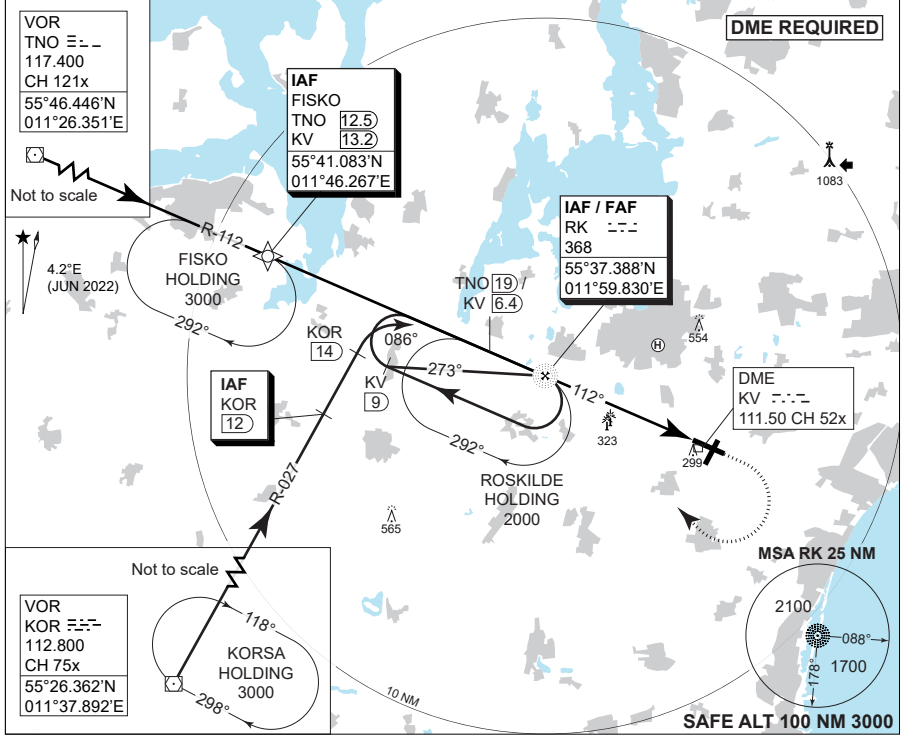 VOR
TNO
117.400
CH 121x
55°46.446'N
011°26.351'E
Not to scale
DME REQUIRED
IAF
FISKO
TNO 12.5
KV 13.2
55°41.083'N
011°46.267'E
1083
R-112
4.2°E
(JUN 2022)
FISKO
HOLDING
3000
292°
IAF / FAF
RK
368
55°37.388'N
011°59.830'E
TNO 19 /
KV 6.4
554
H
KOR
14
086°
KV
9
273°
112°
IAF
KOR
12
DME
KV
111.50 CH 52x
323
299
292°
ROSKILDE
HOLDING
2000
R-027
565
Not to scale
VOR
KOR
112.800
CH 75x
55°26.362'N
011°37.892'E
118°
KORSA
HOLDING
3000
298°
10 NM
MSA RK 25 NM
2100
088°
178°
1700
SAFE ALT 100 NM 3000